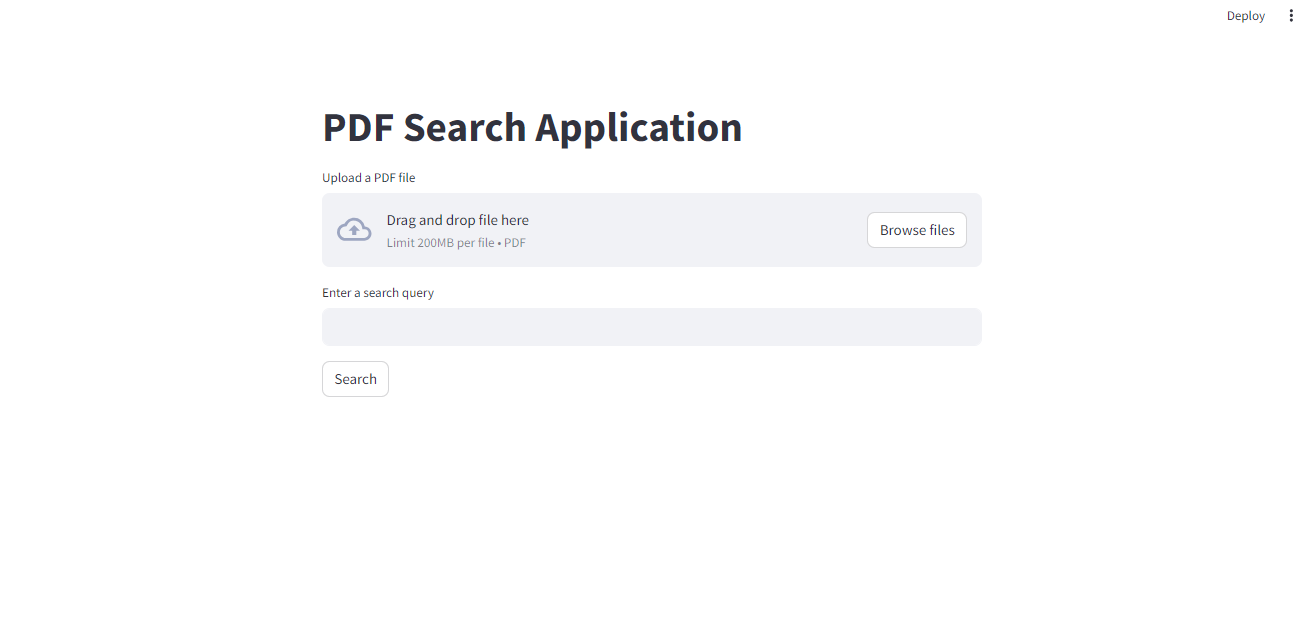 Deploy
PDF Search Application
Upload a PDF file
Drag and drop file here
Limit 200MB per file • PDF
Browse files
Enter a search query
Search